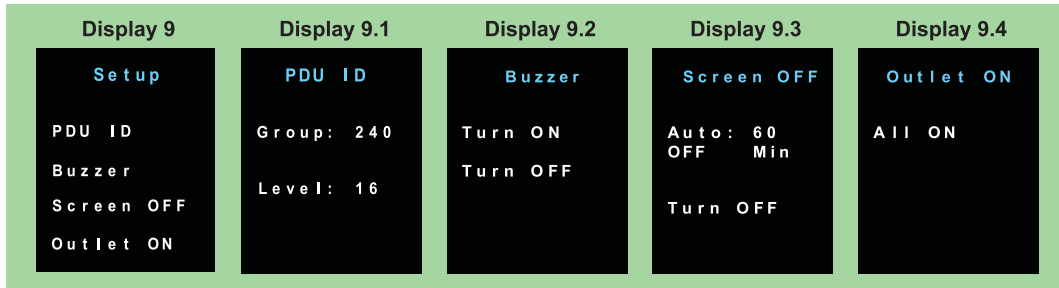 Display 9
Setup
PDU ID
Buzzer
Screen OFF
Outlet ON
Display 9.1
PDU ID
Group: 240
Level: 16
Display 9.2
Buzzer
Turn ON
Turn OFF
Display 9.3
Screen OFF
Auto: 60
OFF Min
Turn OFF
Display 9.4
Outlet ON
All ON